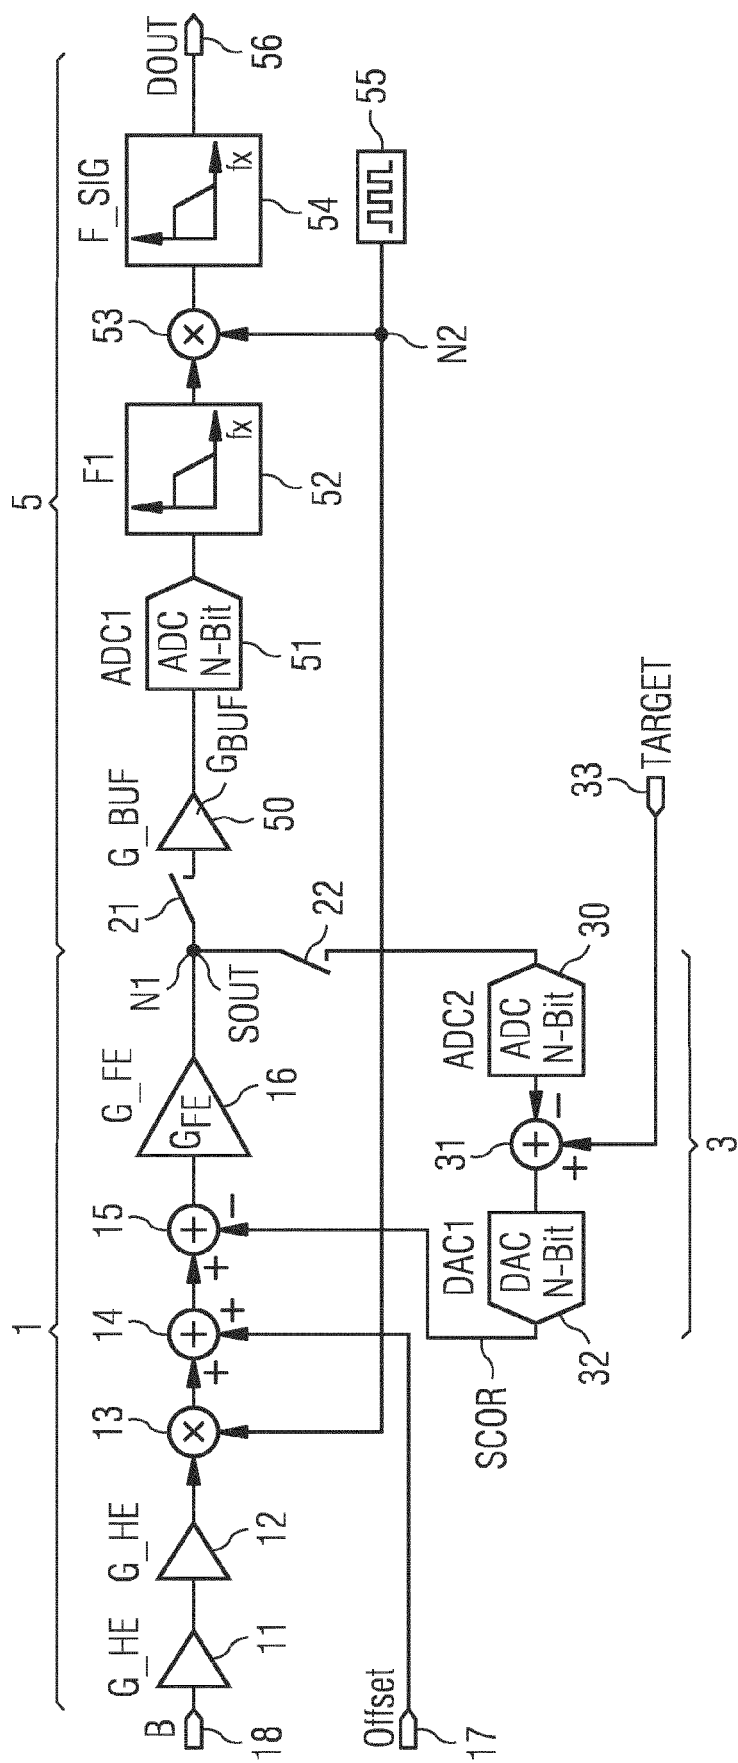 1
5
B
18
G_HE
11
G_HE
12
13
14
15
+
+
+
+
−
G_FE
G_FE
16
N1
SOUT
21
22
G_BUF
G_BUF
50
ADC1
ADC
N-Bit
51
F1
fx
52
53
F_SIG
fx
54
DOUT
56
55
N2
Offset
17
SCOR
DAC1
DAC
N-Bit
32
31
+
−
+
ADC2
ADC
N-Bit
30
33
TARGET
3